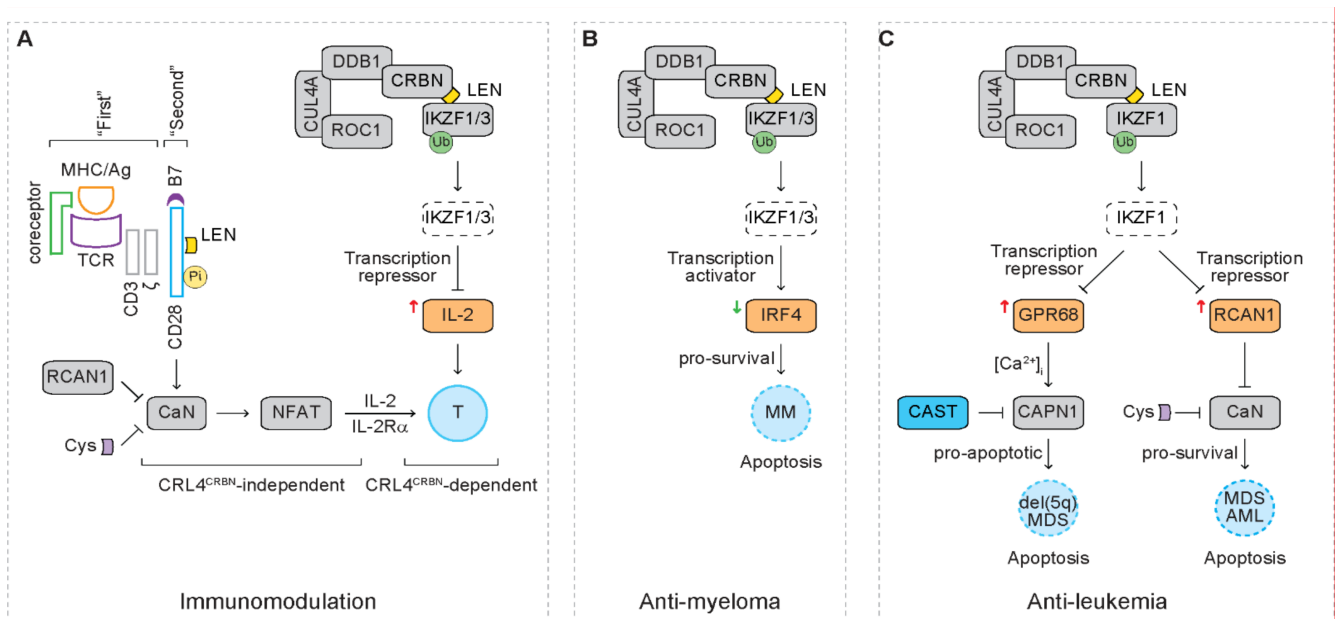 A
"First"
"Second"
MHC/Ag
B7
coreceptor
TCR
LEN
Pi
CD3
ζ
CD28
RCAN1
CaN
Cys
NFAT
IL-2
IL-2Rα
T
CRL4CRBN-independent
CRL4CRBN-dependent
DDB1
CRBN
CUL4A
LEN
ROC1
IKZF1/3
Ub
IKZF1/3
Transcription
repressor
↑
IL-2
Immunomodulation
B
DDB1
CRBN
CUL4A
LEN
ROC1
IKZF1/3
Ub
IKZF1/3
Transcription
activator
↓
IRF4
pro-survival
MM
Apoptosis
Anti-myeloma
C
DDB1
CRBN
CUL4A
LEN
ROC1
IKZF1
Ub
IKZF1
Transcription
repressor
Transcription
repressor
↑
GPR68
↑
RCAN1
[Ca2+]i
CAST
CAPN1
Cys
CaN
pro-apoptotic
pro-survival
del(5q)
MDS
MDS
AML
Apoptosis
Apoptosis
Anti-leukemia